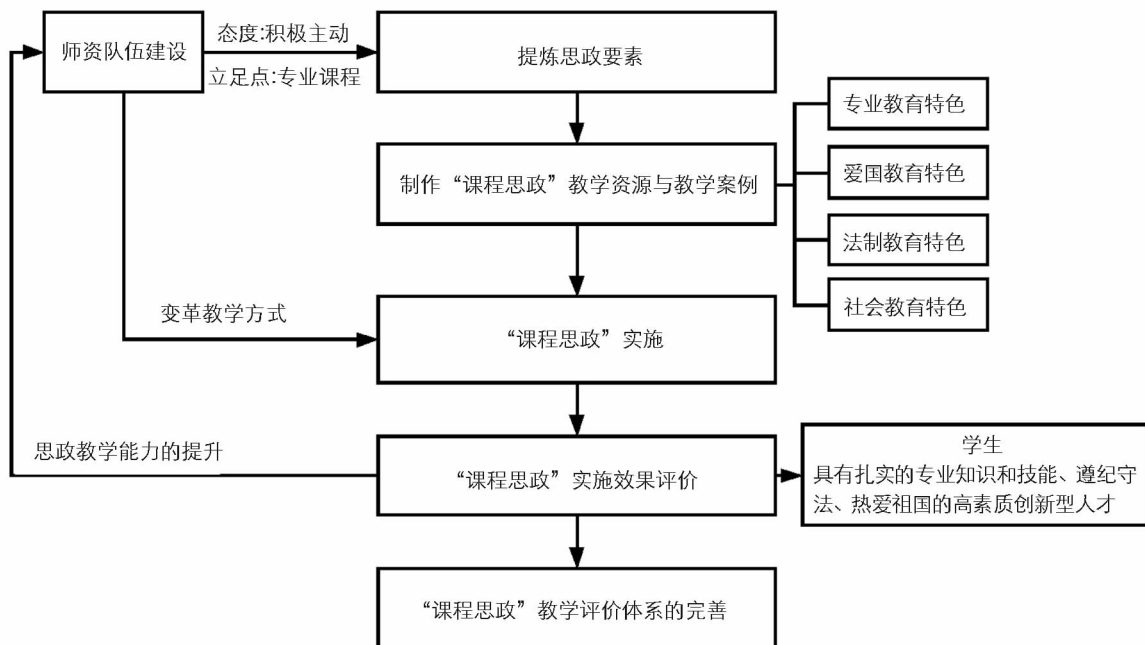 师资队伍建设
态度:积极主动
立足点:专业课程
提炼思政要素
专业教育特色
制作“课程思政”教学资源与教学案例
爱国教育特色
法制教育特色
社会教育特色
变革教学方式
“课程思政”实施
思政教学能力的提升
“课程思政”实施效果评价
学生
具有扎实的专业知识和技能、遵纪守
法、热爱祖国的高素质创新型人才
“课程思政”教学评价体系的完善